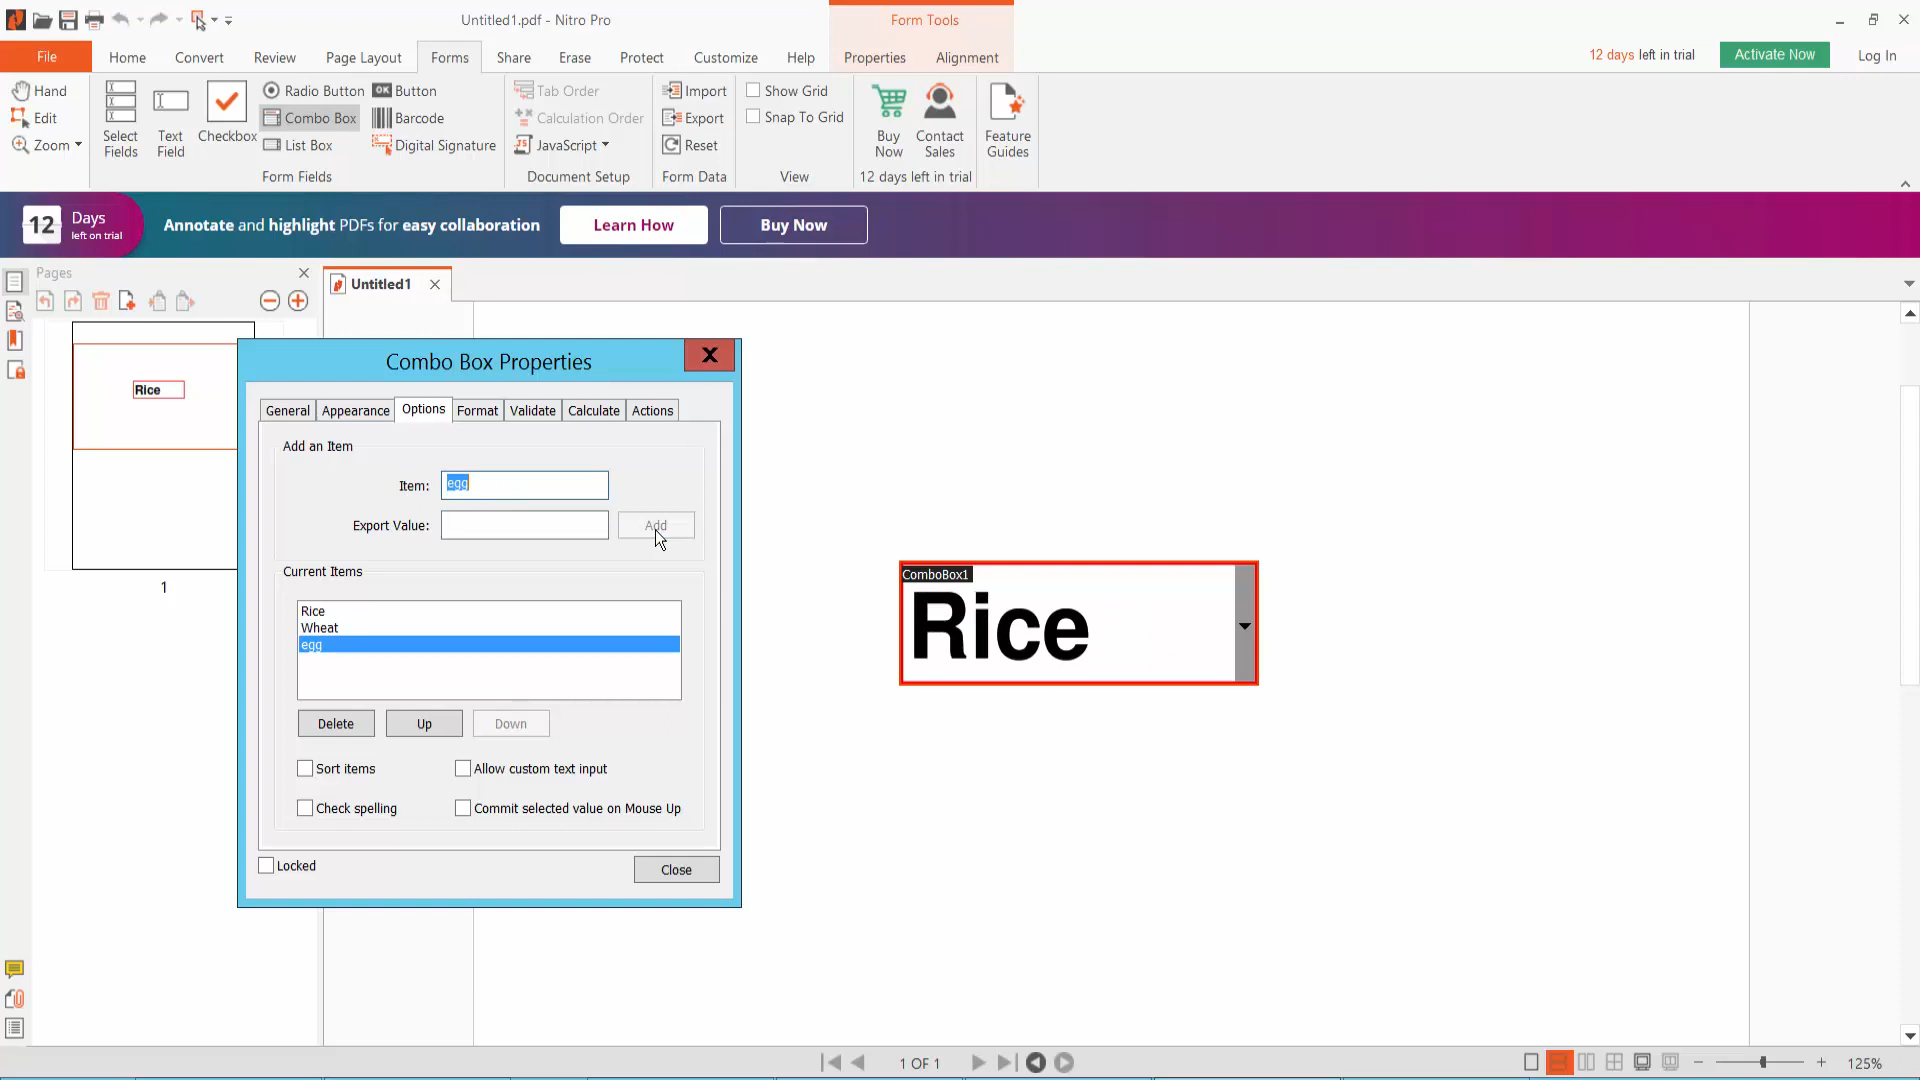 Untitled1.pdf - Nitro Pro
Form Tools
File
Home
Convert
Review
Page Layout
Forms
Share
Erase
Protect
Customize
Help
Properties
Alignment
12 days left in trial
Activate Now
Log In
Hand
Edit
Zoom
Select Fields
Text Field
Checkbox
Radio Button
Combo Box
List Box
OK Button
Barcode
Digital Signature
Form Fields
Tab Order
Calculation Order
JavaScript
Document Setup
Import
Export
Reset
Form Data
Show Grid
Snap To Grid
View
Buy Now
Contact Sales
12 days left in trial
Feature Guides
12 Days left on trial
Annotate and highlight PDFs for easy collaboration
Learn How
Buy Now
Pages
Untitled1
Rice
1
Combo Box Properties
General
Appearance
Options
Format
Validate
Calculate
Actions
Add an Item
Item: egg
Export Value:
Add
Current Items
Rice
Wheat
egg
Delete
Up
Down
Sort items
Allow custom text input
Check spelling
Commit selected value on Mouse Up
Locked
Close
ComboBox1
Rice
1 OF 1
125%